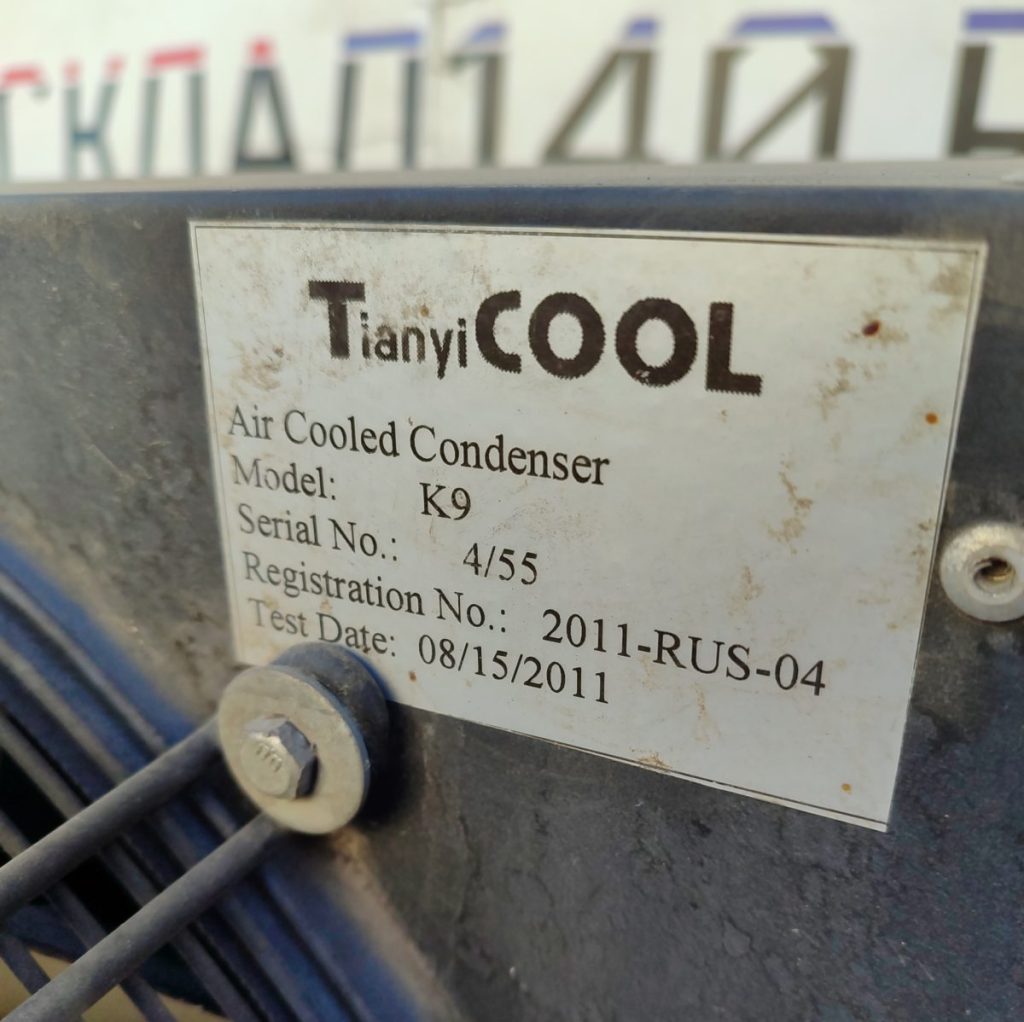 СКЛАД140.R
TianyiCOOL
Air Cooled Condenser
Model: K9
Serial No.: 4/55
Registration No.: 2011-RUS-04
Test Date: 08/15/2011